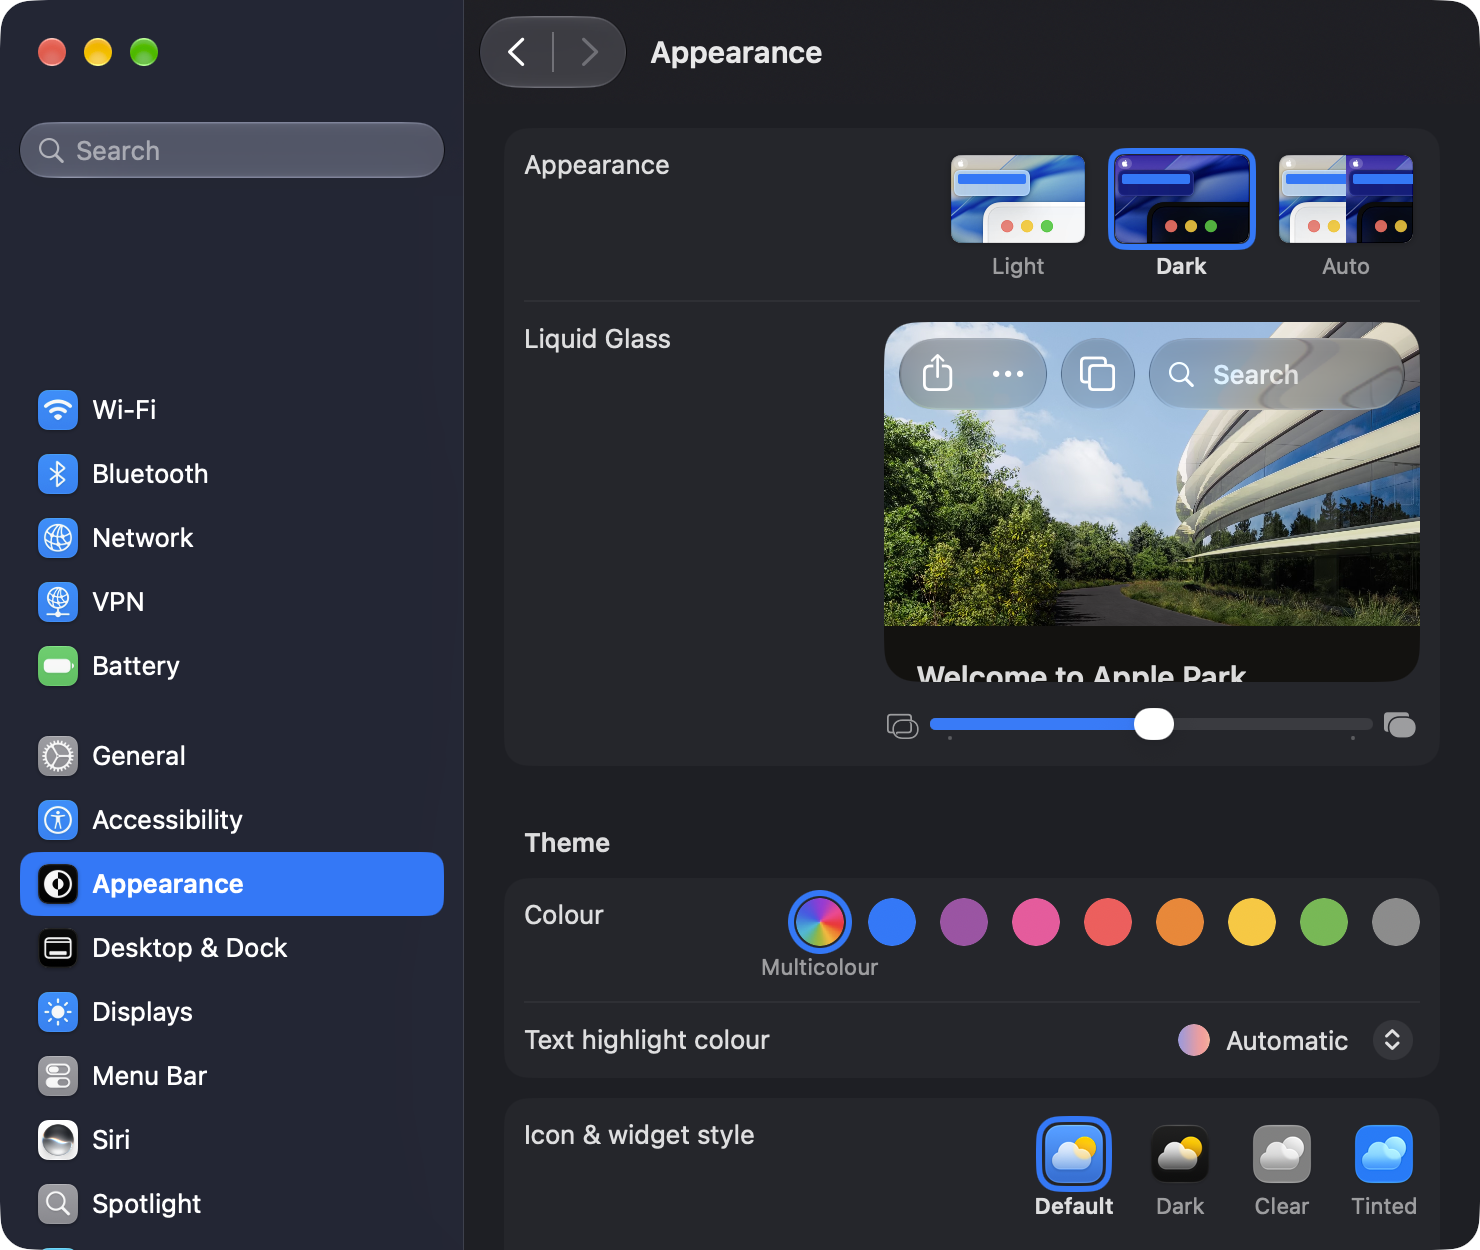 Search
Wi-Fi
Bluetooth
Network
VPN
Battery
General
Accessibility
Appearance
Desktop & Dock
Displays
Menu Bar
Siri
Spotlight
Appearance
Appearance
Light
Dark
Auto
Liquid Glass
Search
Welcome to Apple Park
Theme
Colour
Multicolour
Text highlight colour
Automatic
Icon & widget style
Default
Dark
Clear
Tinted